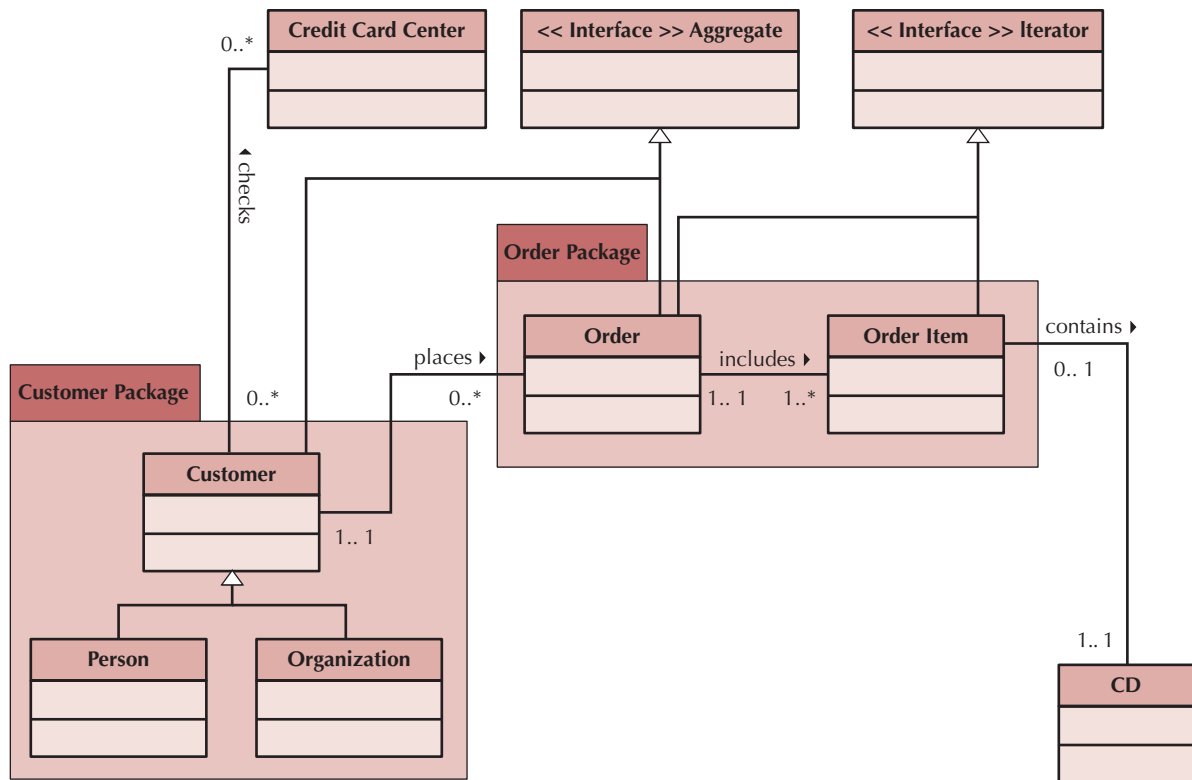 Credit Card Center
<< Interface >> Aggregate
<< Interface >> Iterator
0..*
checks
Order Package
Order
Order Item
contains
places
includes
0.. 1
Customer Package
0..*
0..*
1.. 1
1..*
Customer
1.. 1
1.. 1
Person
Organization
CD